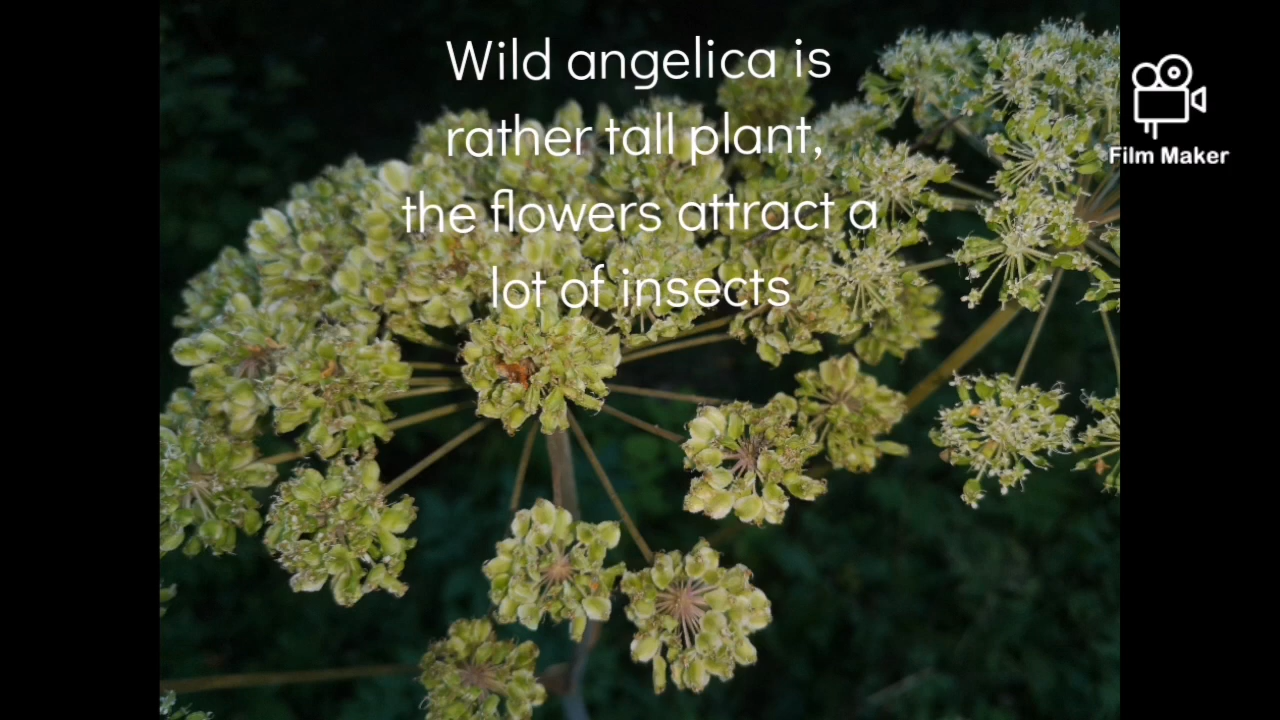 Wild angelica is
rather tall plant,
the flowers attract a
lot of insects
Film Maker